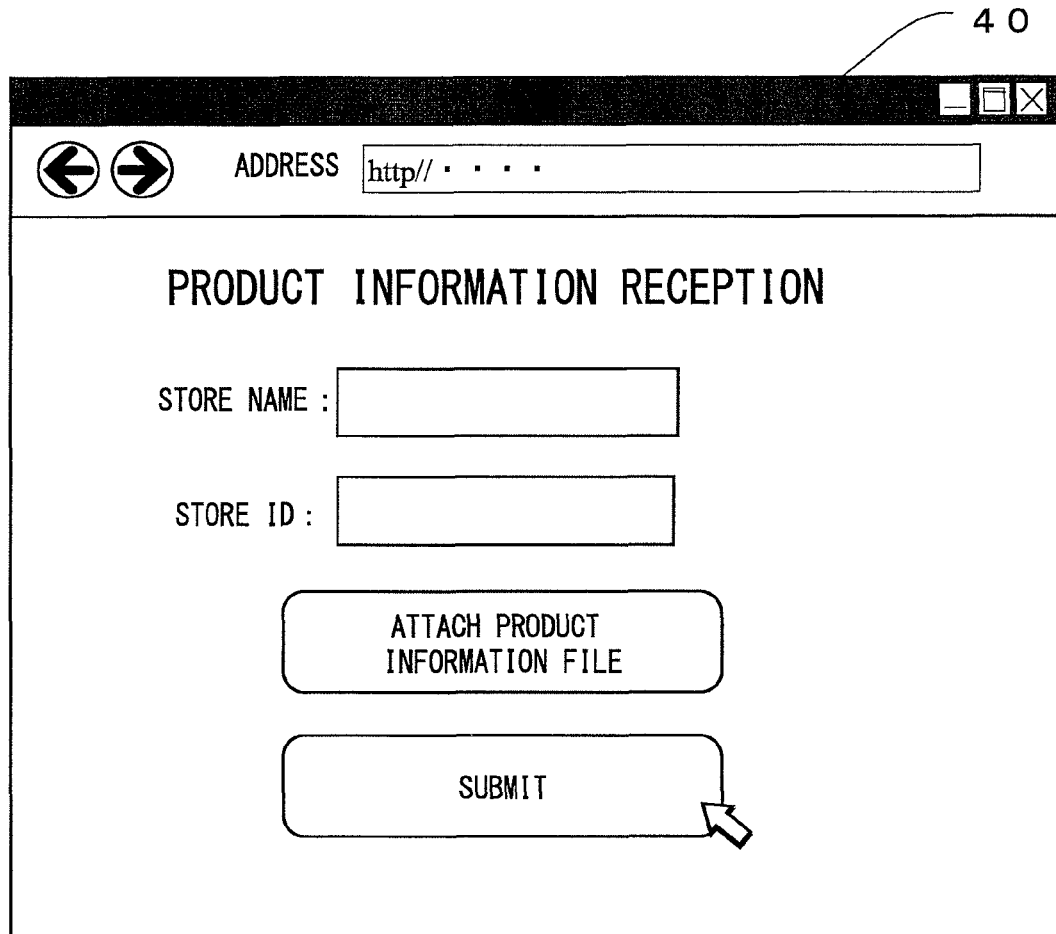 40
ADDRESS http// ・ ・ ・ ・
PRODUCT INFORMATION RECEPTION
STORE NAME :
STORE ID :
ATTACH PRODUCT
INFORMATION FILE
SUBMIT